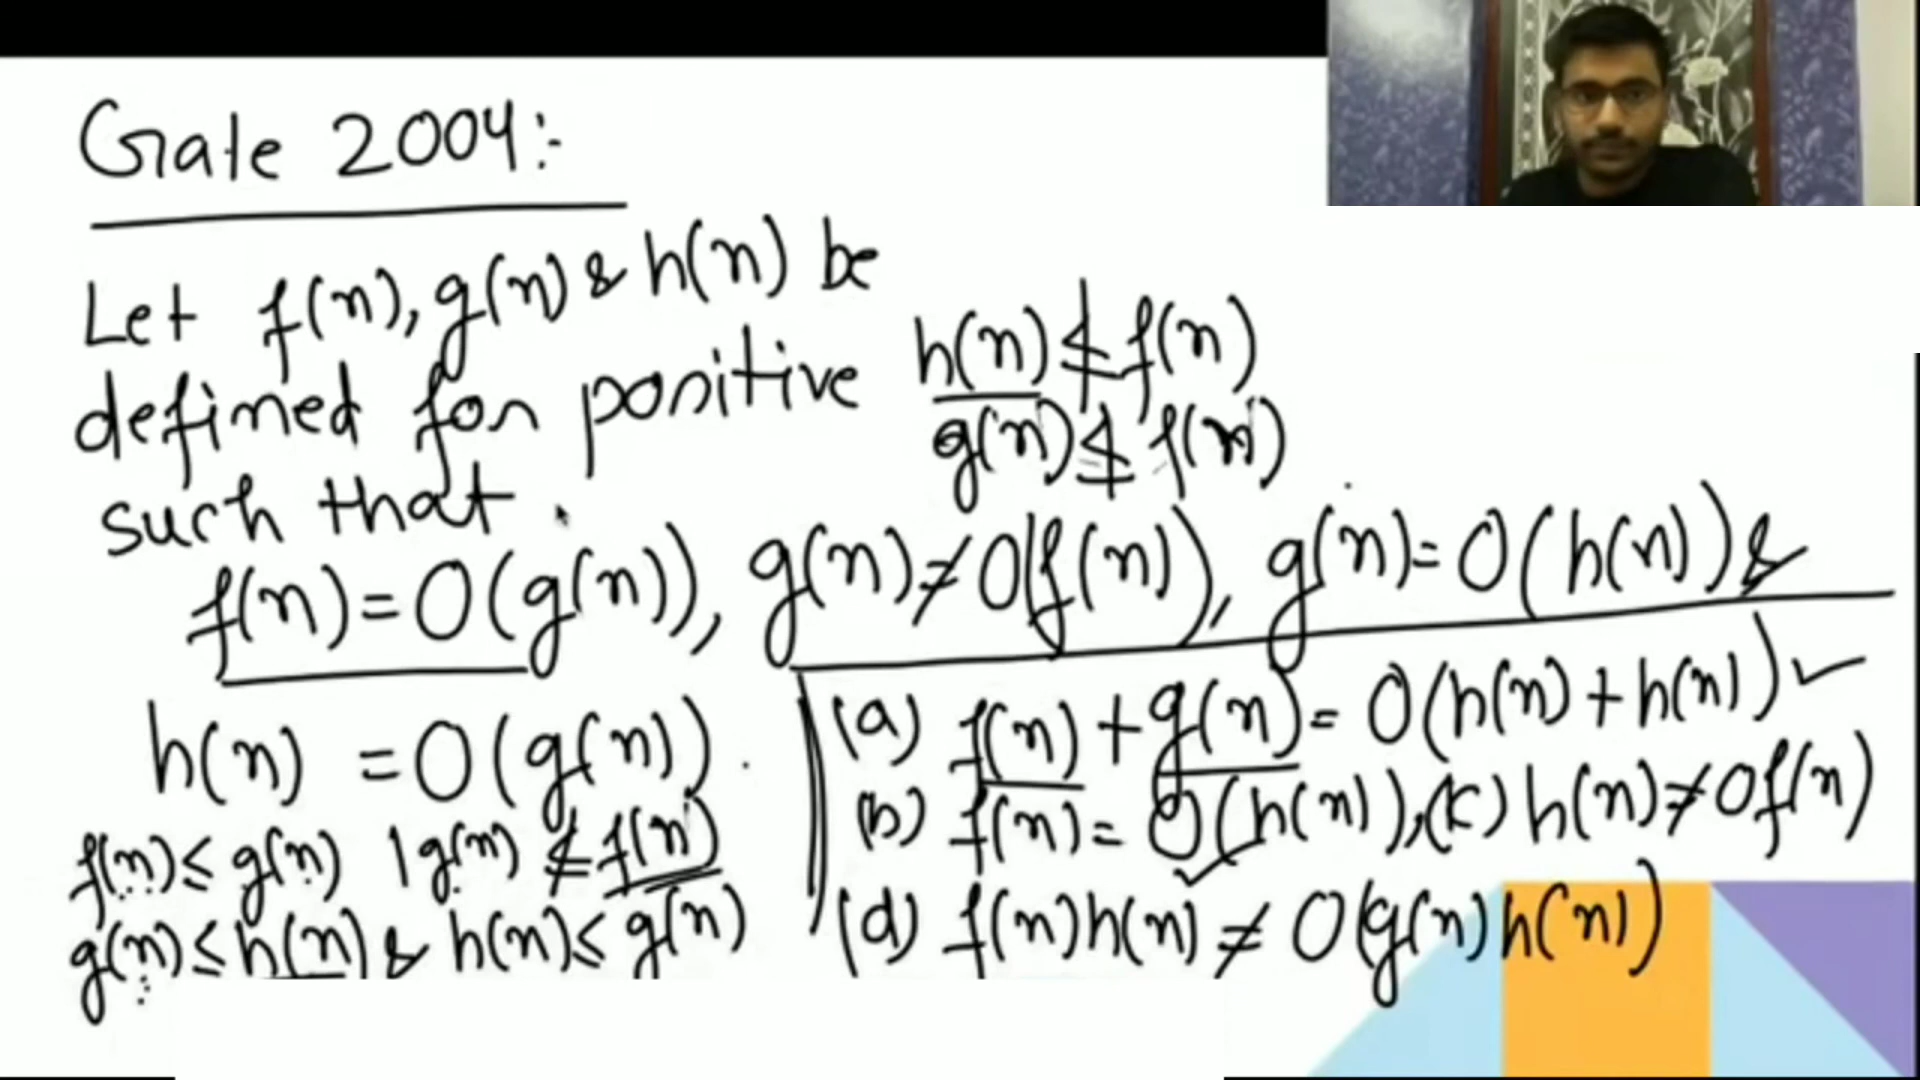 Gate 2004:-
Let f(n), g(n) & h(n) be
defined for positive
such that
h(n) ≰ f(n)
g(n) ≰ f(n)
f(n) = O(g(n)), g(n) ≠ O(f(n)), g(n) = O(h(n)) &
h(n) = O(g(n)).
f(n) ≤ g(n) | g(n) ≰ f(n)
g(n) ≤ h(n) & h(n) ≤ g(n)
(a) f(n) + g(n) = O(h(n) + h(n)) ✓
(b) f(n) = O(h(n)), (c) h(n) ≠ O f(n)
(d) f(n)h(n) ≠ O(g(n)h(n))